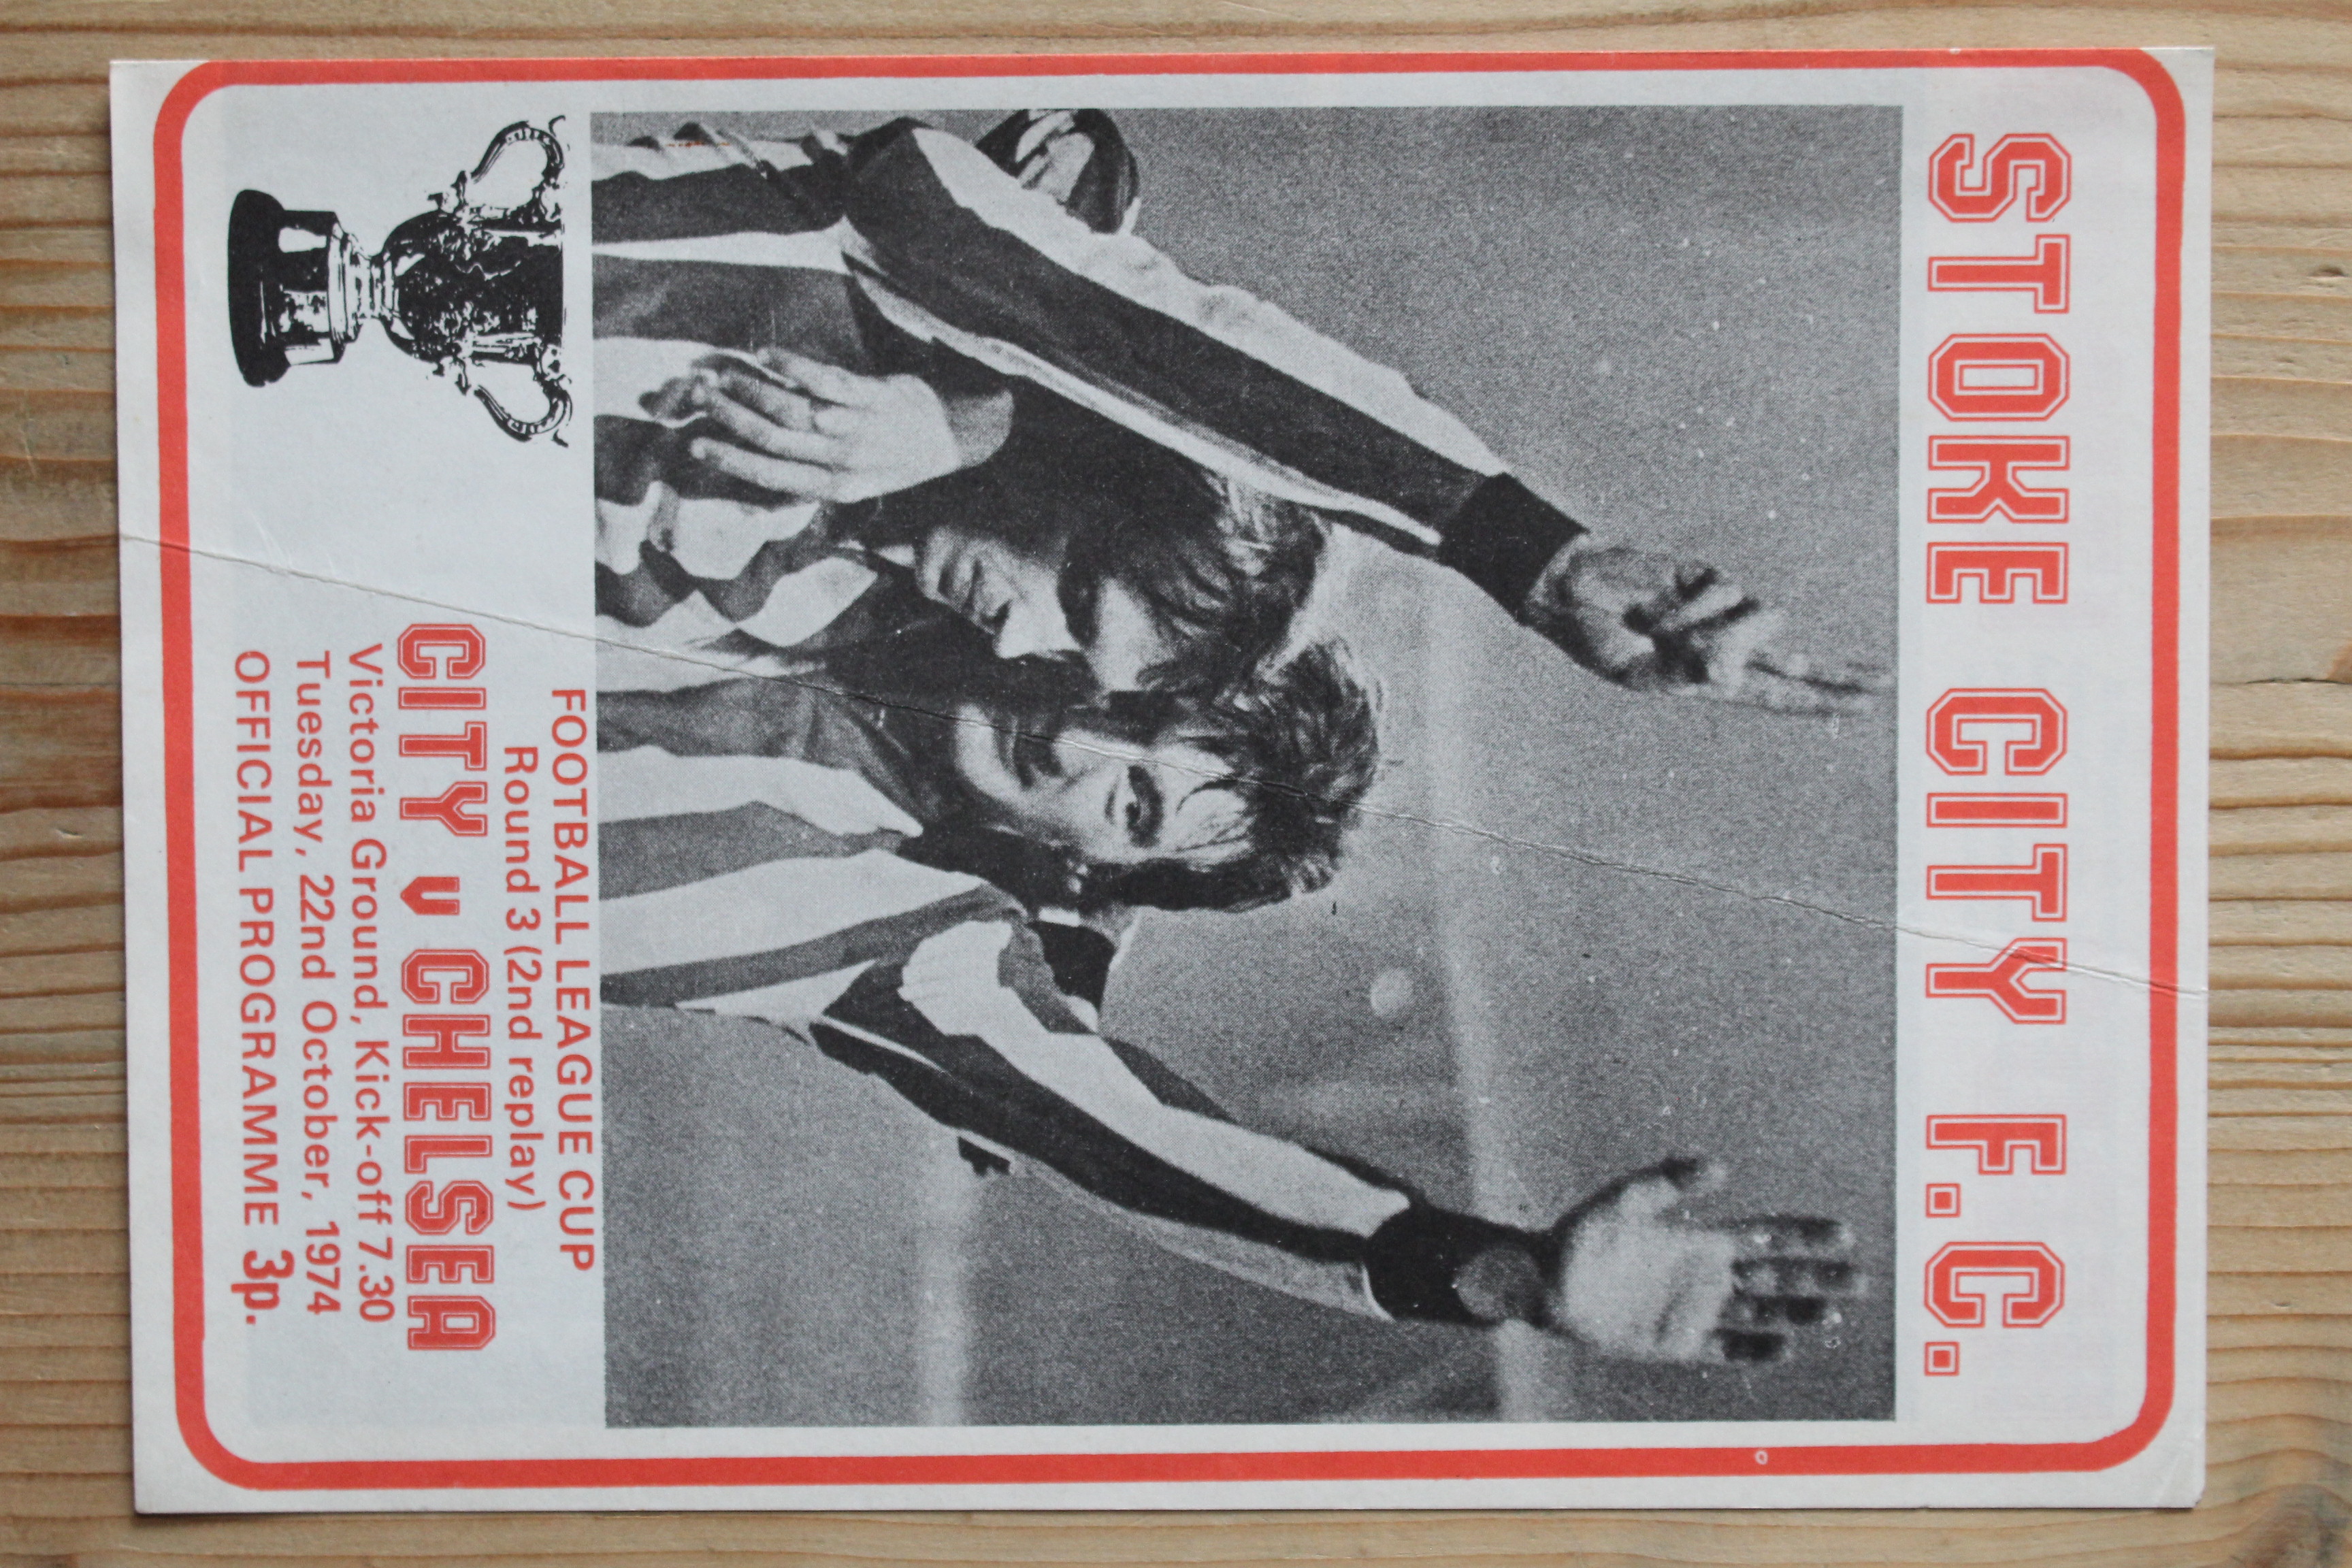 STOKE CITY F.C.
FOOTBALL LEAGUE CUP
Round 3 (2nd replay)
CITY v CHELSEA
Victoria Ground, Kick-off 7.30
Tuesday, 22nd October, 1974
OFFICIAL PROGRAMME 3p.